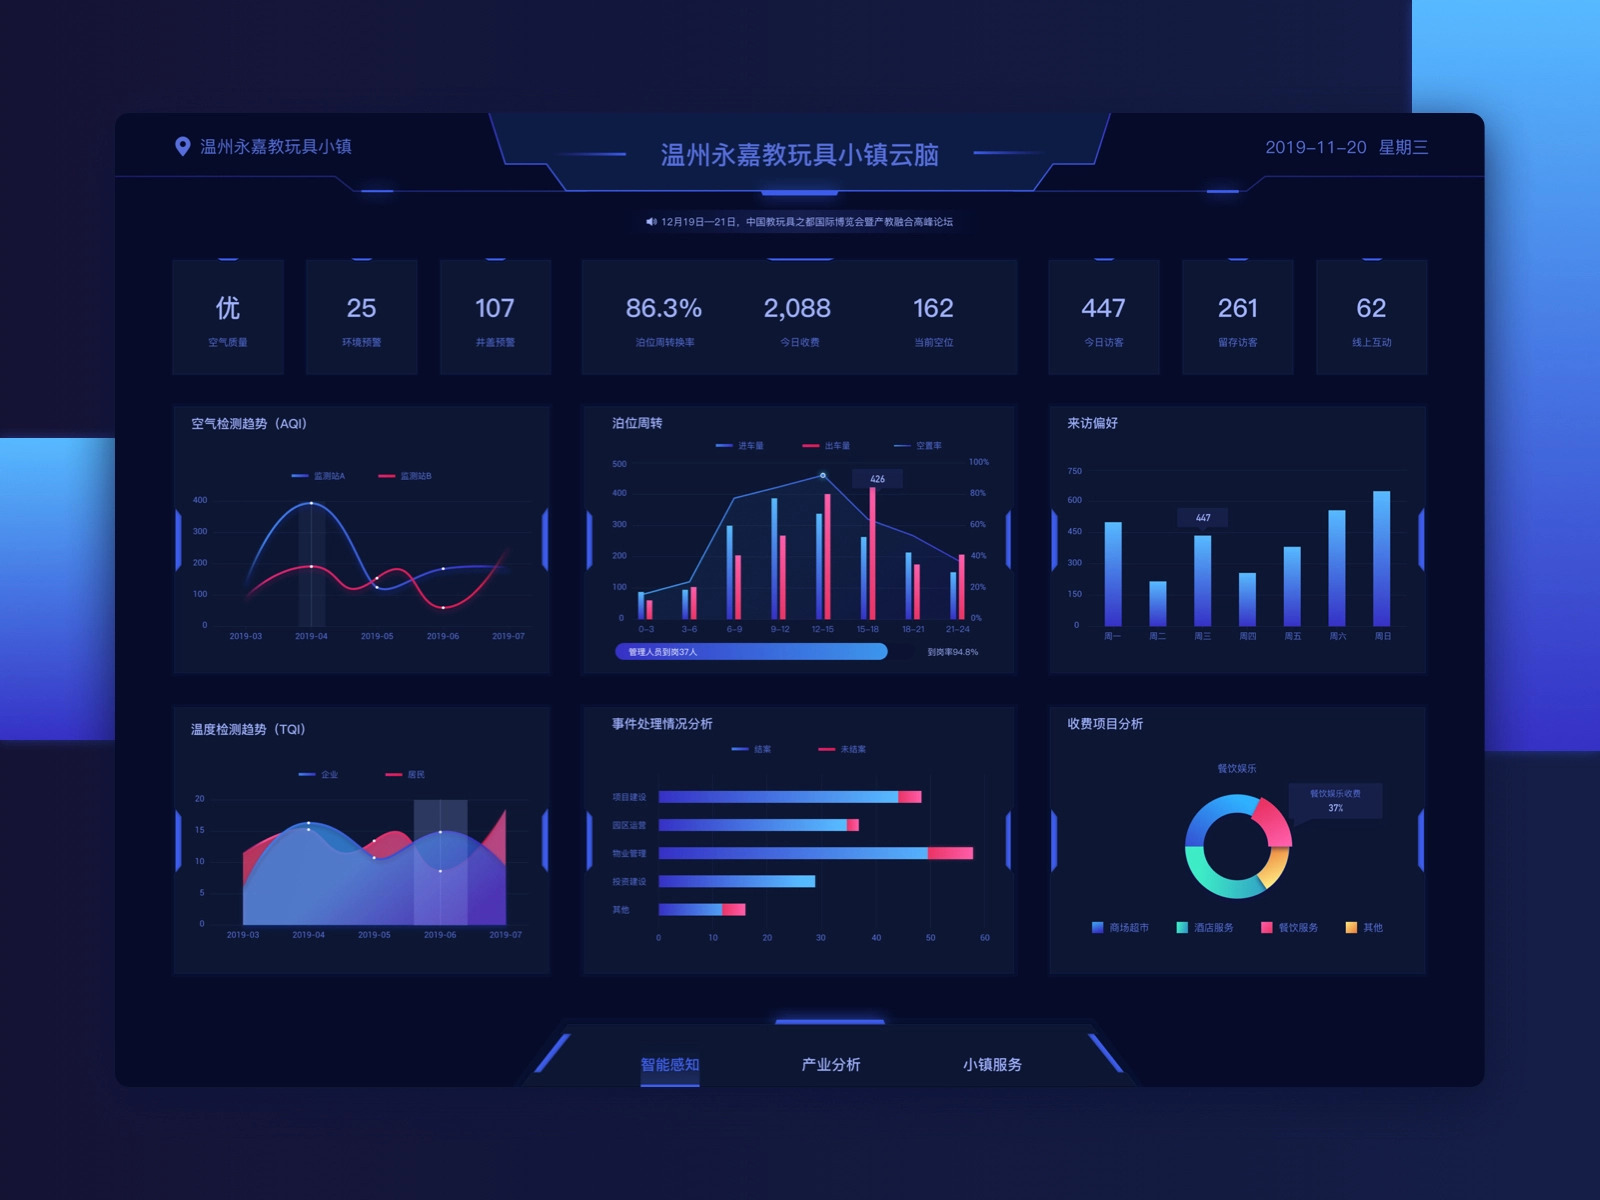 温州永嘉教玩具小镇
温州永嘉教玩具小镇云脑
2019-11-20 星期三
12月19日—21日，中国教玩具之都国际博览会暨产教融合高峰论坛
优
空气质量
25
环境预警
107
井盖预警
86.3%
泊位周转换率
2,088
今日收费
162
当前空位
447
今日访客
261
留存访客
62
线上互动
空气检测趋势（AQI）
监测站A 监测站B
400
300
200
100
0
2019-03 2019-04 2019-05 2019-06 2019-07
泊位周转
进车量 出车量 空置率
500 100%
426
400 80%
300 60%
200 40%
100 20%
0 0%
0-3 3-6 6-9 9-12 12-15 15-18 18-21 21-24
管理人员到岗37人 到岗率94.8%
来访偏好
750
600
447
450
300
150
0
周一 周二 周三 周四 周五 周六 周日
温度检测趋势（TQI）
企业 居民
20
15
10
5
0
2019-03 2019-04 2019-05 2019-06 2019-07
事件处理情况分析
结案 未结案
项目建设
园区运营
物业管理
投资建设
其他
0 10 20 30 40 50 60
收费项目分析
餐饮娱乐
餐饮娱乐收费
37%
商场超市 酒店服务 餐饮服务 其他
智能感知 产业分析 小镇服务